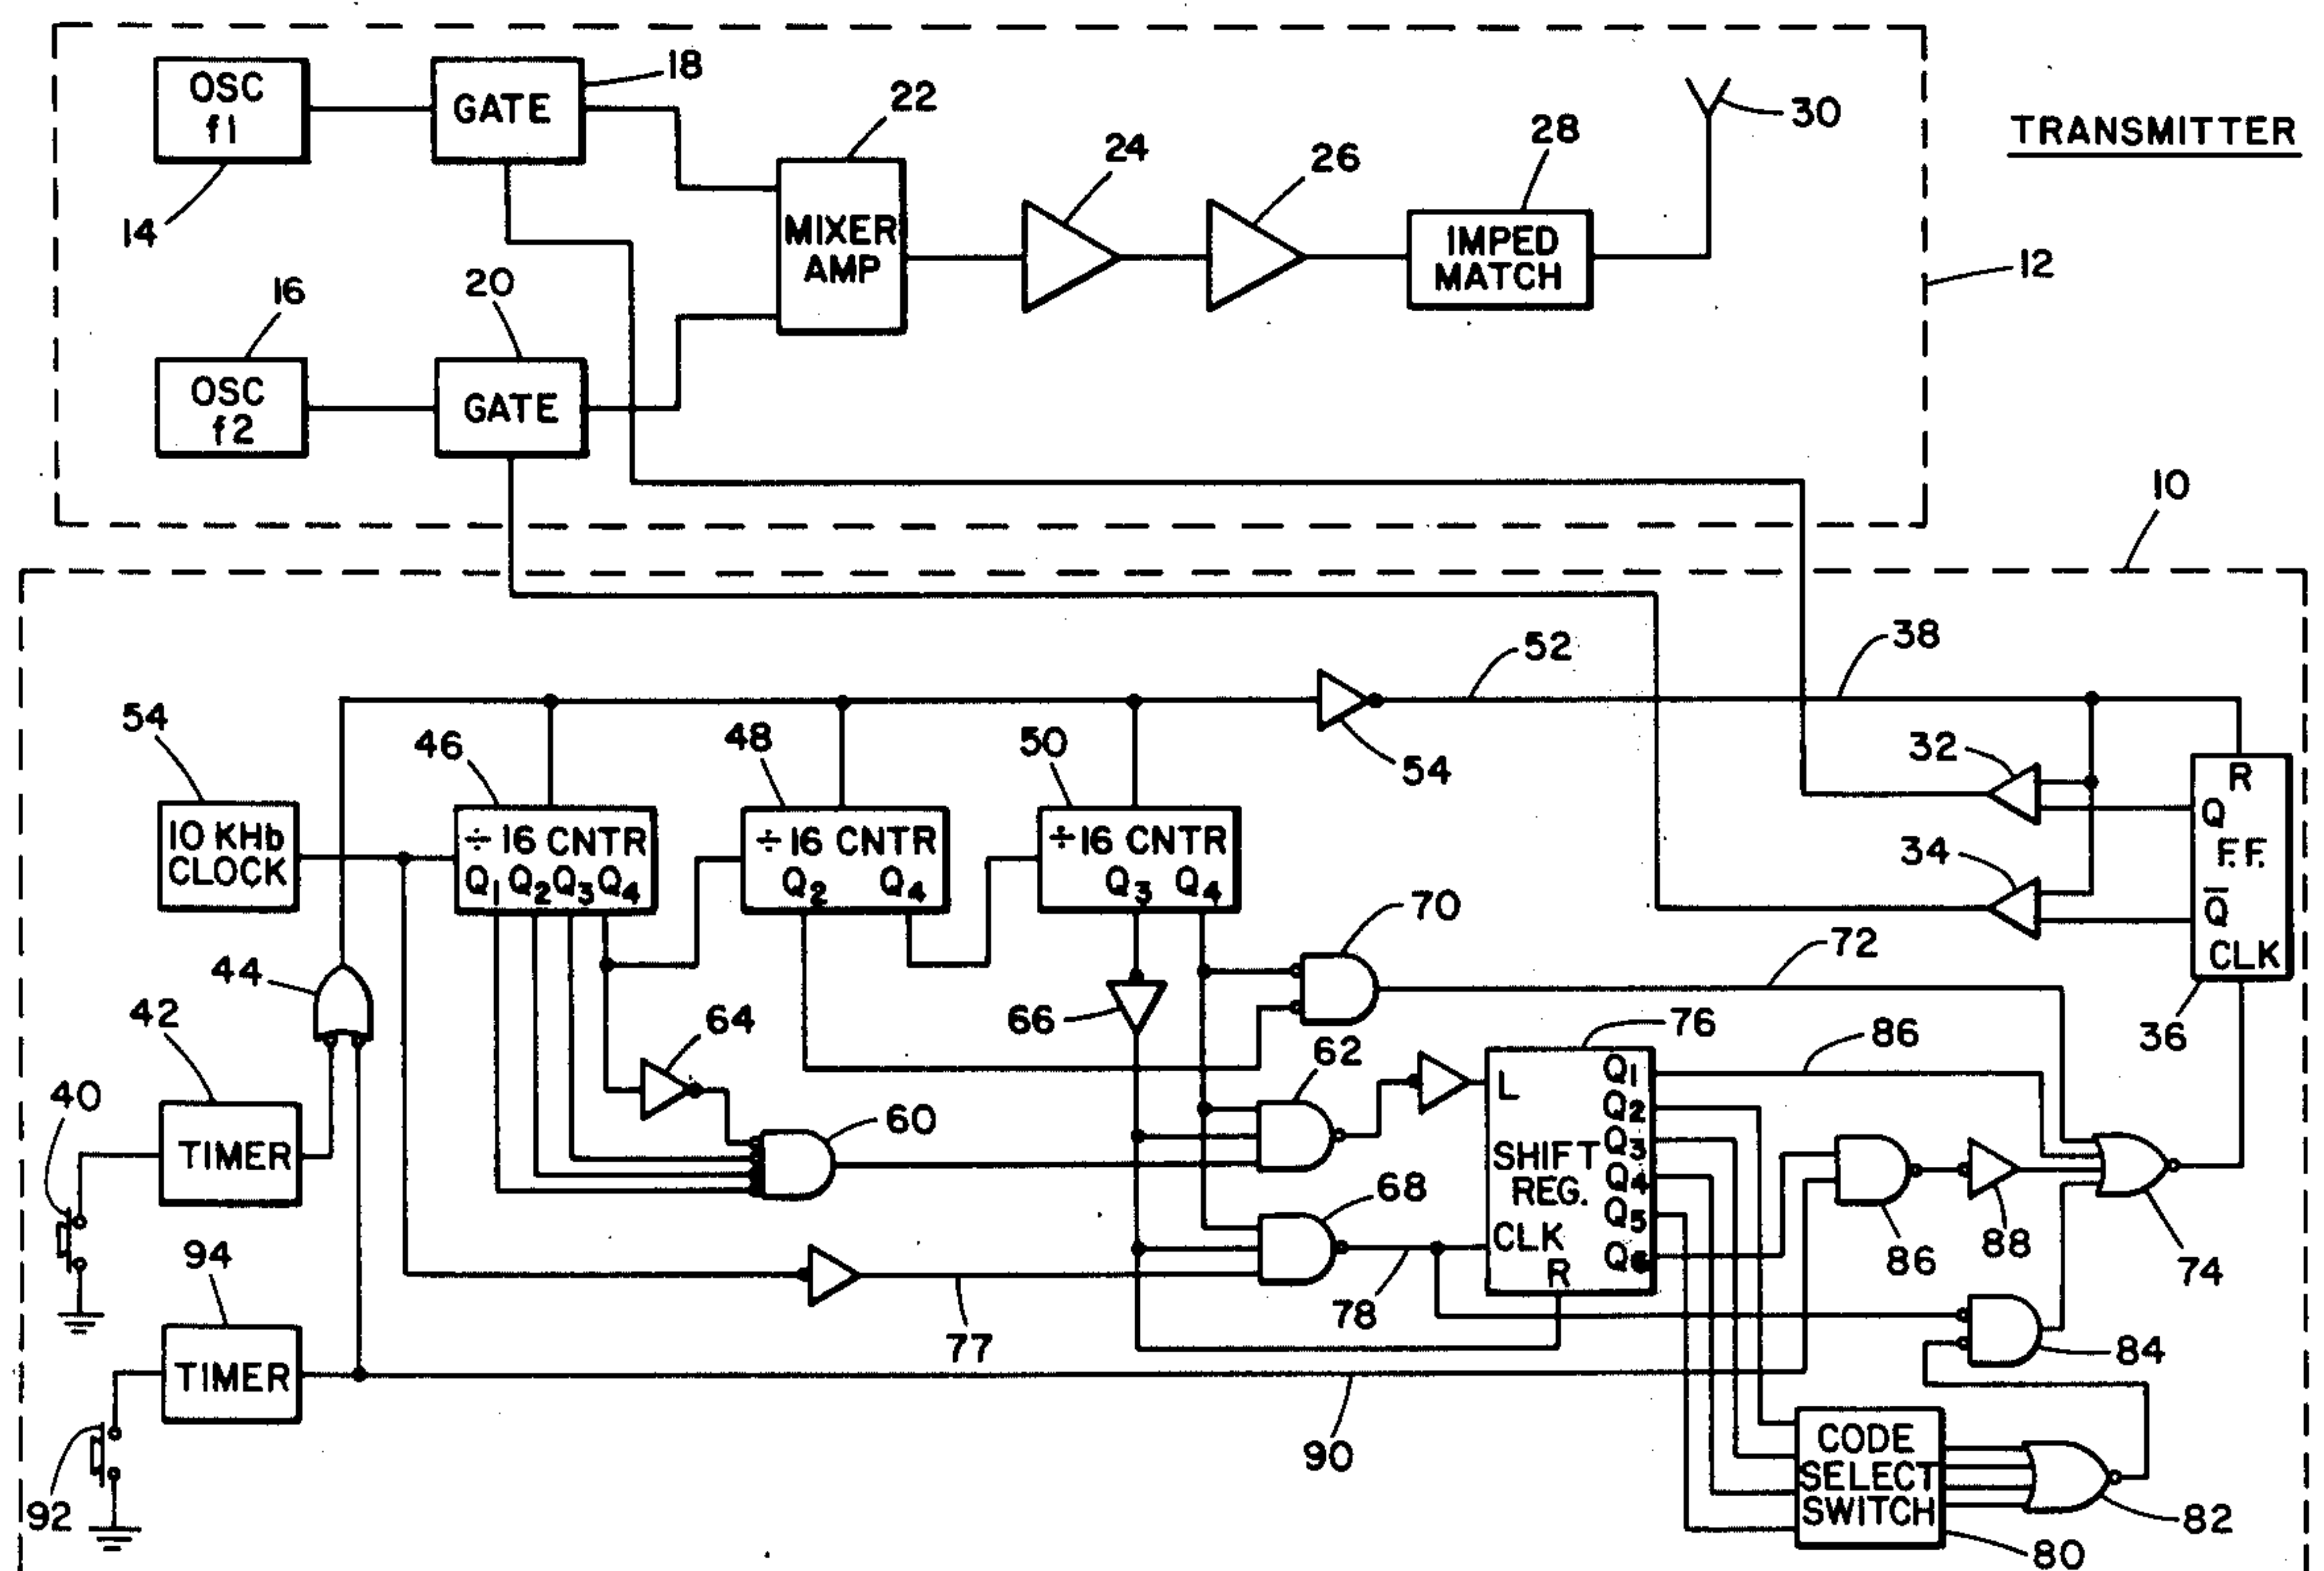 OSC
f1
GATE
18
22
24
26
28
30
TRANSMITTER
14
MIXER
AMP
IMPED
MATCH
12
16
20
OSC
f2
GATE
10
52
38
54
46
48
50
54
32
10 KHb
CLOCK
÷16 CNTR
Q1 Q2 Q3 Q4
÷16 CNTR
Q2 Q4
÷16 CNTR
Q3 Q4
R
Q
F.F.
Q̅
CLK
34
70
72
44
42
66
64
62
76
86
36
40
TIMER
60
L
SHIFT
REG.
CLK
R
Q1
Q2
Q3
Q4
Q5
68
86
88
74
94
TIMER
77
78
84
90
92
CODE
SELECT
SWITCH
82
80